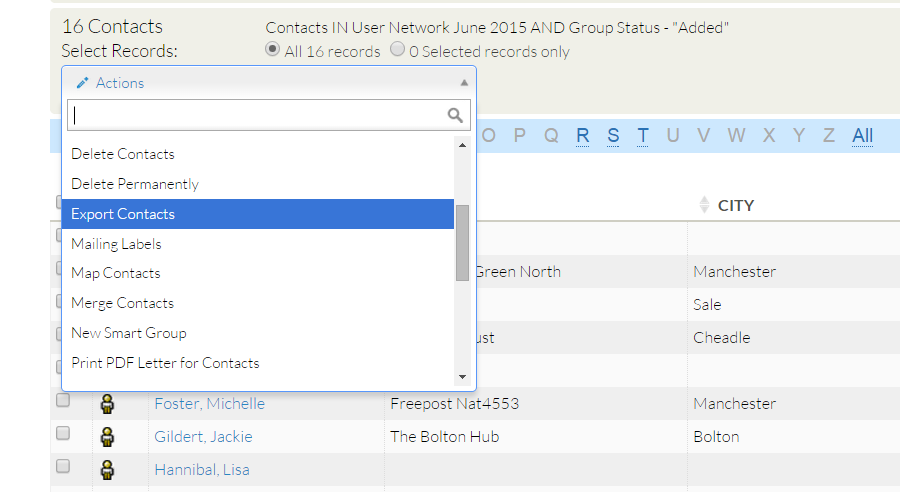 16 Contacts
Contacts IN User Network June 2015 AND Group Status - "Added"
Select Records:
All 16 records
0 Selected records only
Actions
O P Q R S T U V W X Y Z All
Delete Contacts
Delete Permanently
Export Contacts
CITY
Mailing Labels
Map Contacts
Green North
Manchester
Merge Contacts
Sale
New Smart Group
ust
Cheadle
Print PDF Letter for Contacts
Foster, Michelle
Freepost Nat4553
Manchester
Gildert, Jackie
The Bolton Hub
Bolton
Hannibal, Lisa